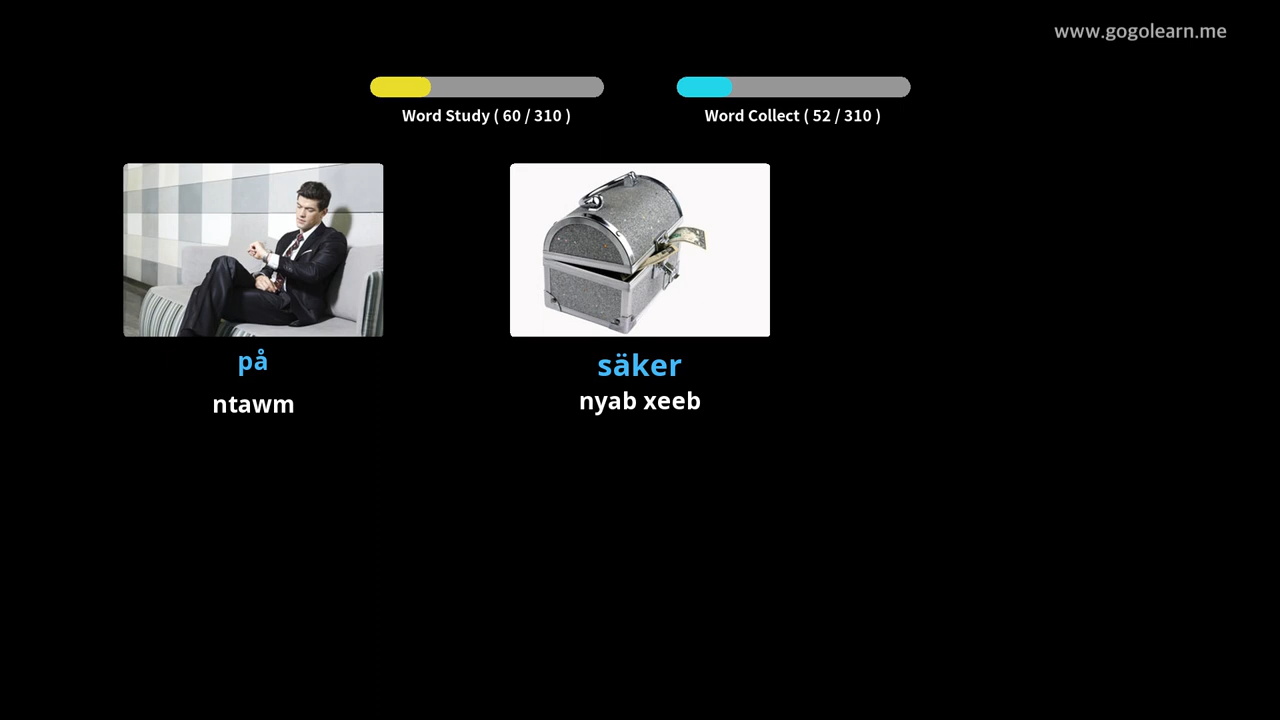 www.gogolearn.me
Word Study ( 60 / 310 )
Word Collect ( 52 / 310 )
på
ntawm
säker
nyab xeeb